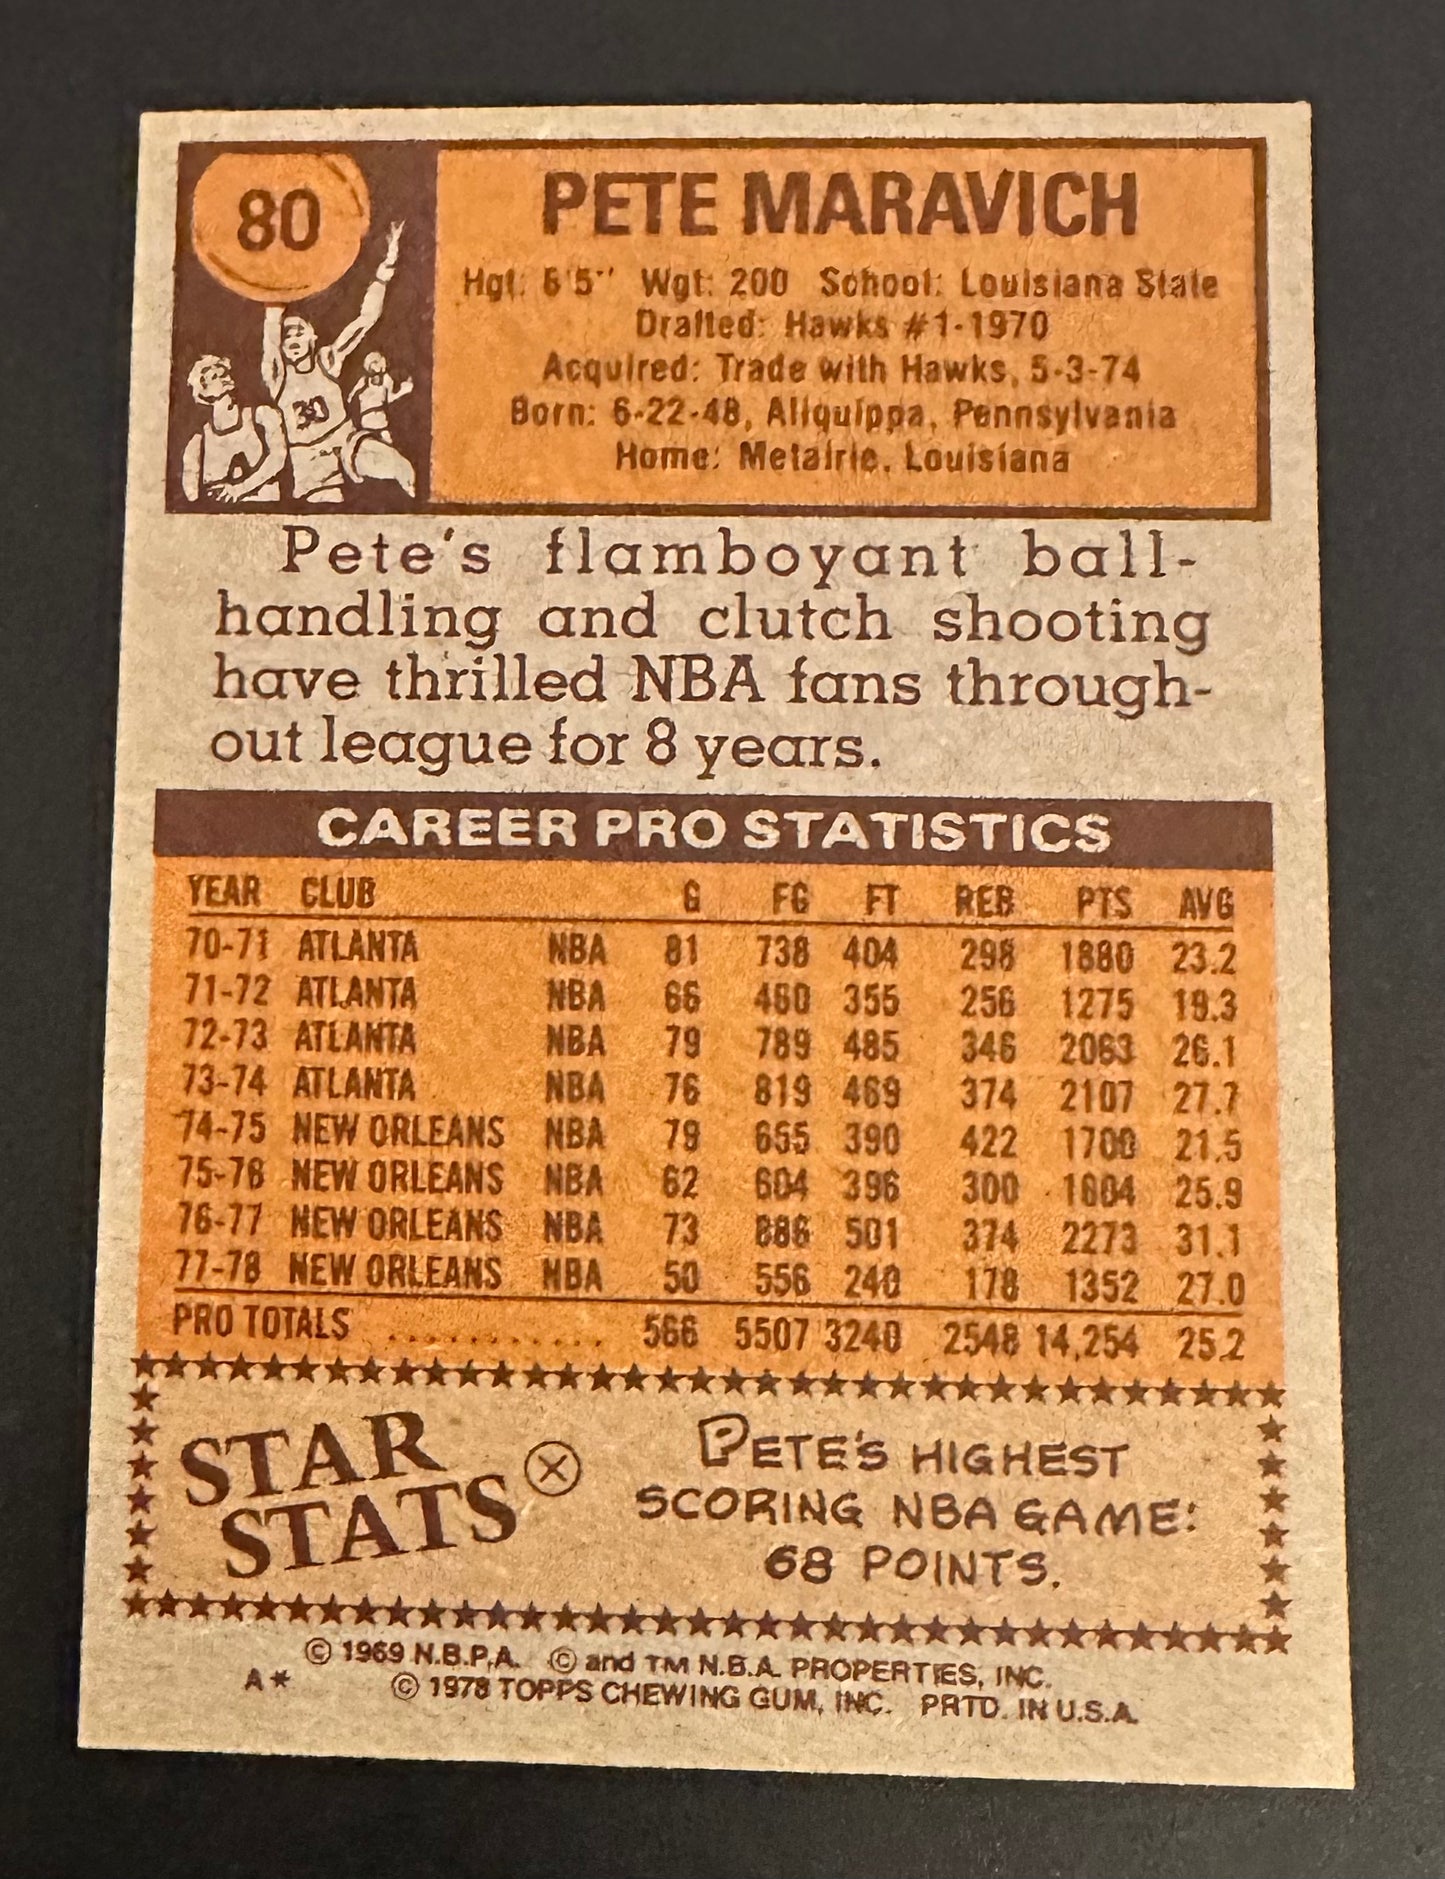 80
PETE MARAVICH
Hgt: 6'5" Wgt: 200 School: Louisiana State
Drafted: Hawks #1-1970
Acquired: Trade with Hawks, 5-3-74
Born: 6-22-48, Aliquippa, Pennsylvania
Home: Metairie, Louisiana
30
Pete's flamboyant ball-
handling and clutch shooting
have thrilled NBA fans through-
out league for 8 years.
CAREER PRO STATISTICS
YEAR CLUB G FG FT REB PTS AVG
70-71 ATLANTA NBA 81 738 404 298 1880 23.2
71-72 ATLANTA NBA 66 460 355 256 1275 19.3
72-73 ATLANTA NBA 79 789 485 346 2063 26.1
73-74 ATLANTA NBA 76 819 469 374 2107 27.7
74-75 NEW ORLEANS NBA 79 655 390 422 1700 21.5
75-76 NEW ORLEANS NBA 62 604 396 300 1604 25.9
76-77 NEW ORLEANS NBA 73 886 501 374 2273 31.1
77-78 NEW ORLEANS NBA 50 556 240 178 1352 27.0
PRO TOTALS ........... 566 5507 3240 2548 14,254 25.2
STAR
STATS
PETE'S HIGHEST
SCORING NBA GAME:
68 POINTS.
© 1969 N.B.P.A. © and TM N.B.A. PROPERTIES, INC.
A* © 1978 TOPPS CHEWING GUM, INC. PRTD. IN U.S.A.